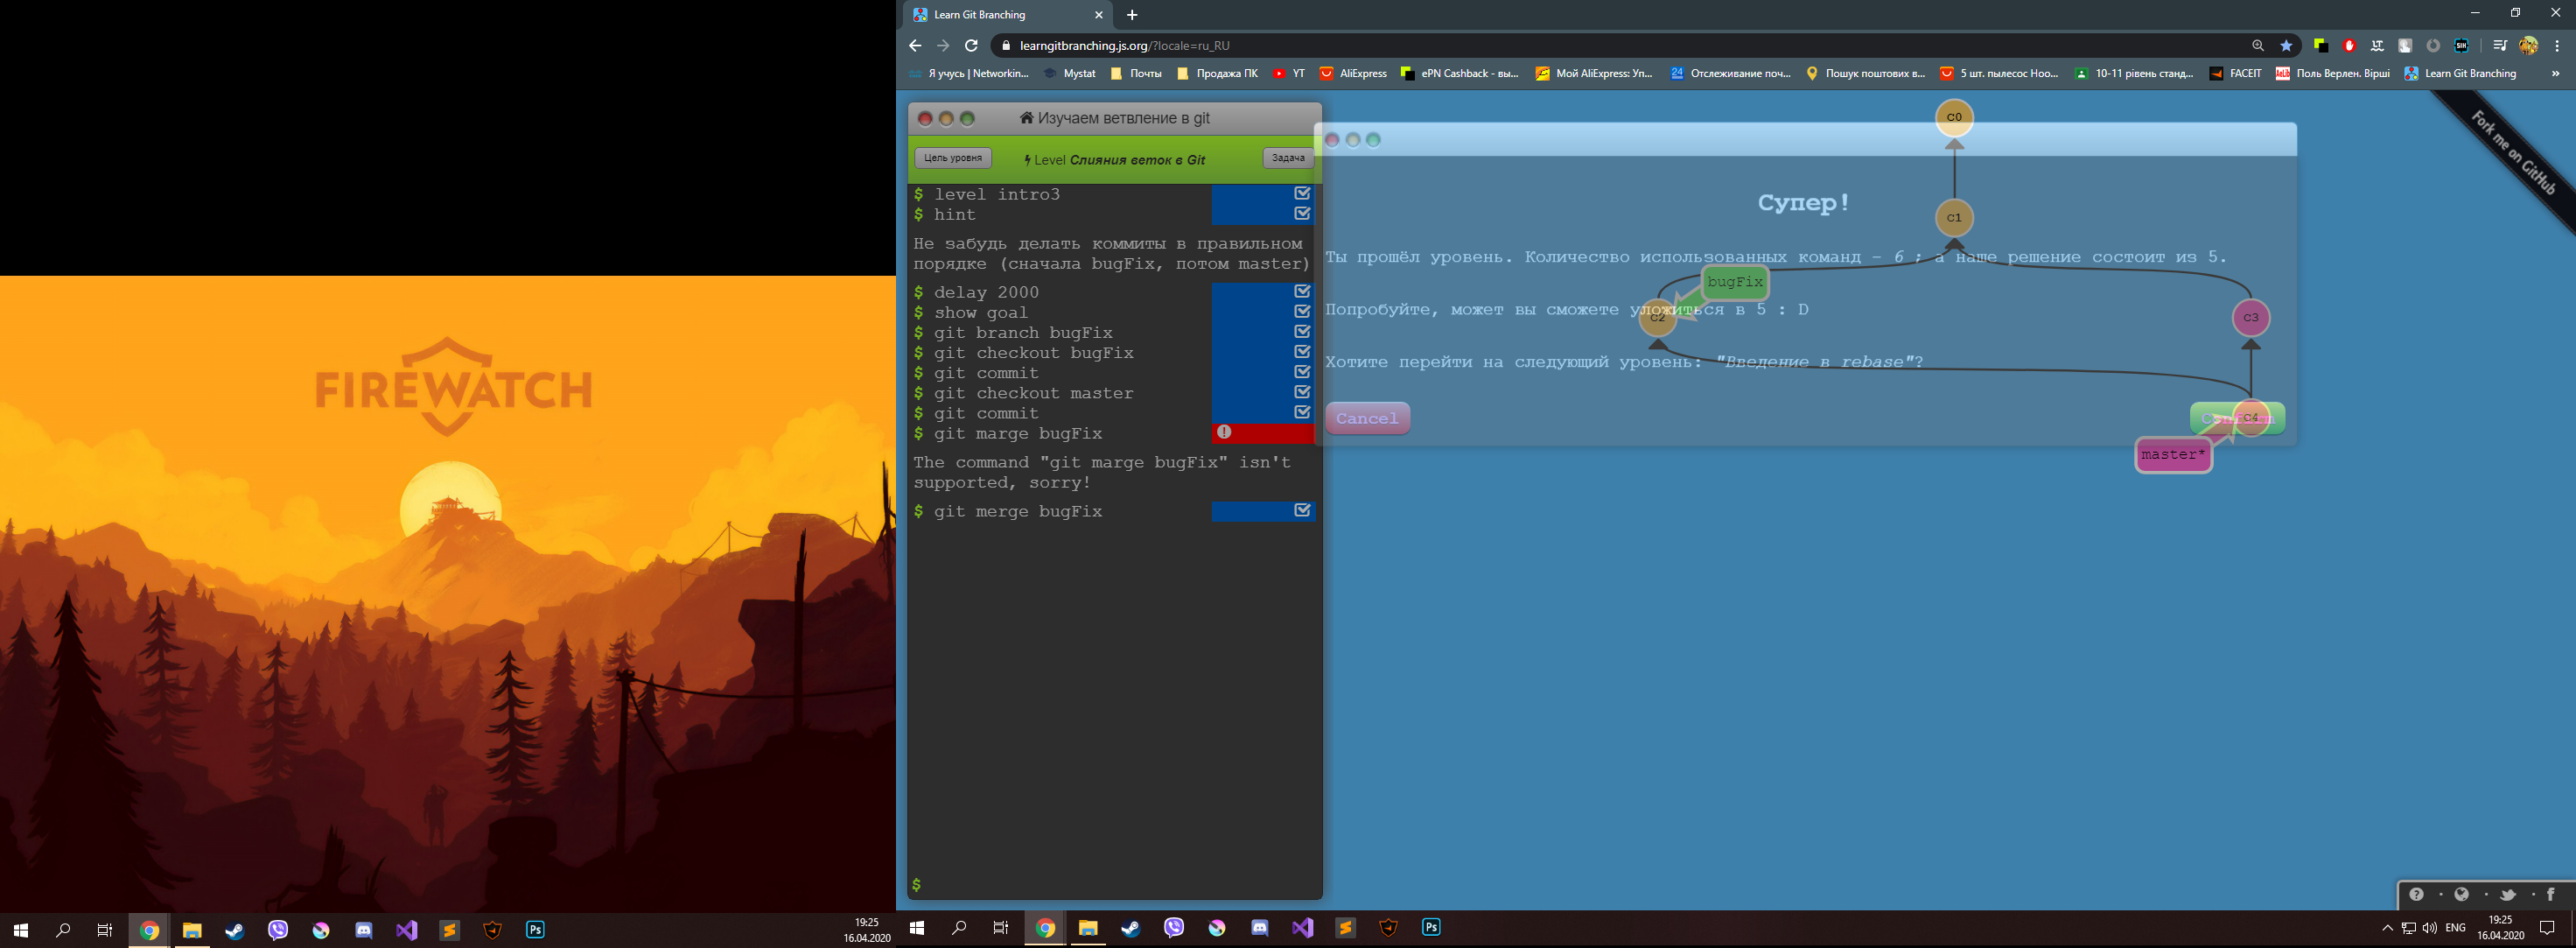 FIREWATCH
19:25
16.04.2020
Learn Git Branching
learngitbranching.js.org/?locale=ru_RU
Я учусь | Networkin...
Mystat
Почты
Продажа ПК
YT
AliExpress
ePN Cashback - вы...
Мой AliExpress: Уп...
24 Отслеживание поч...
Пошук поштових в...
5 шт. пылесос Hoo...
10-11 рівень станд...
FACEIT
Поль Верлен. Вірші
Learn Git Branching
»
Изучаем ветвление в git
Цель уровня
Level Слияния веток в Git
Задача
$ level intro3
$ hint
Не забудь делать коммиты в правильном
порядке (сначала bugFix, потом master)
$ delay 2000
$ show goal
$ git branch bugFix
$ git checkout bugFix
$ git commit
$ git checkout master
$ git commit
$ git marge bugFix
The command "git marge bugFix" isn't
supported, sorry!
$ git merge bugFix
$
Супер!
Ты прошёл уровень. Количество использованных команд - 6 ; а наше решение состоит из 5.
Попробуйте, может вы сможете уложиться в 5 : D
Хотите перейти на следующий уровень: "Введение в rebase"?
Cancel
Confirm
c0
c1
bugFix
c2
c3
c4
master*
Fork me on GitHub
Ps
Ps
ENG
19:25
16.04.2020